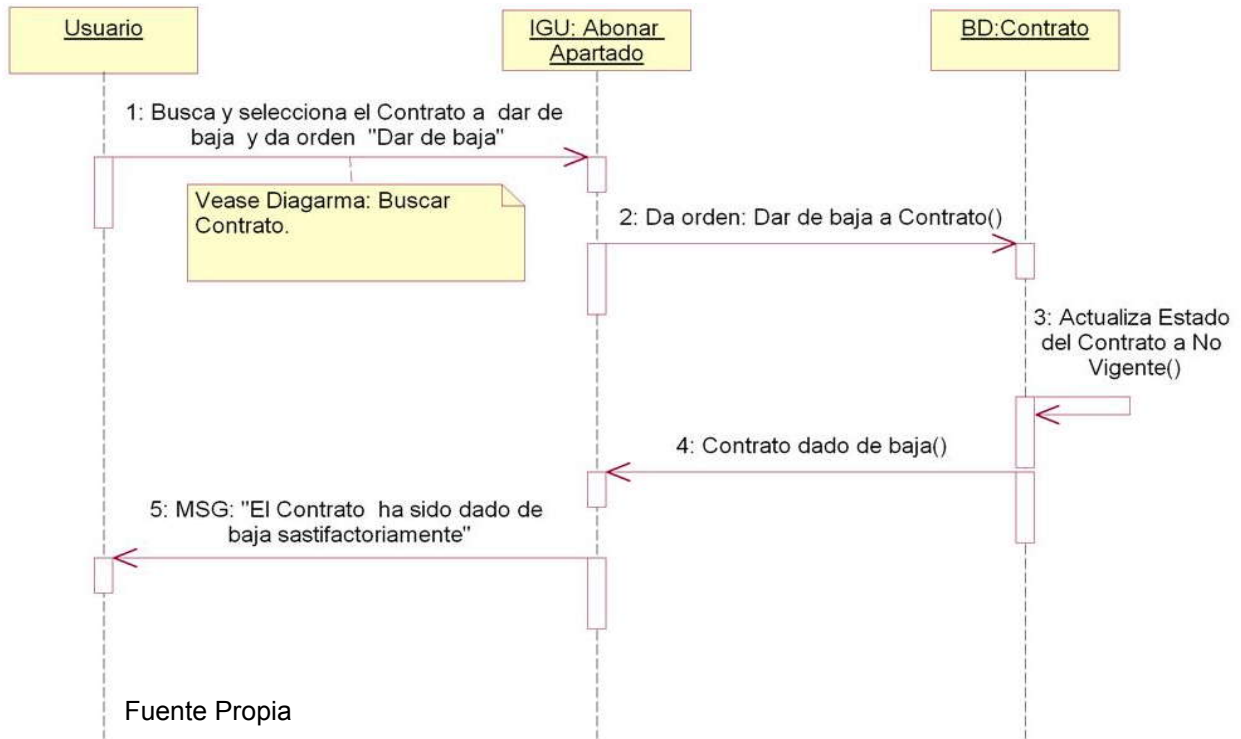 Usuario
IGU: Abonar
Apartado
BD:Contrato
1: Busca y selecciona el Contrato a dar de
baja y da orden "Dar de baja"
Vease Diagarma: Buscar
Contrato.
2: Da orden: Dar de baja a Contrato()
3: Actualiza Estado
del Contrato a No
Vigente()
4: Contrato dado de baja()
5: MSG: "El Contrato ha sido dado de
baja sastifactoriamente"
Fuente Propia